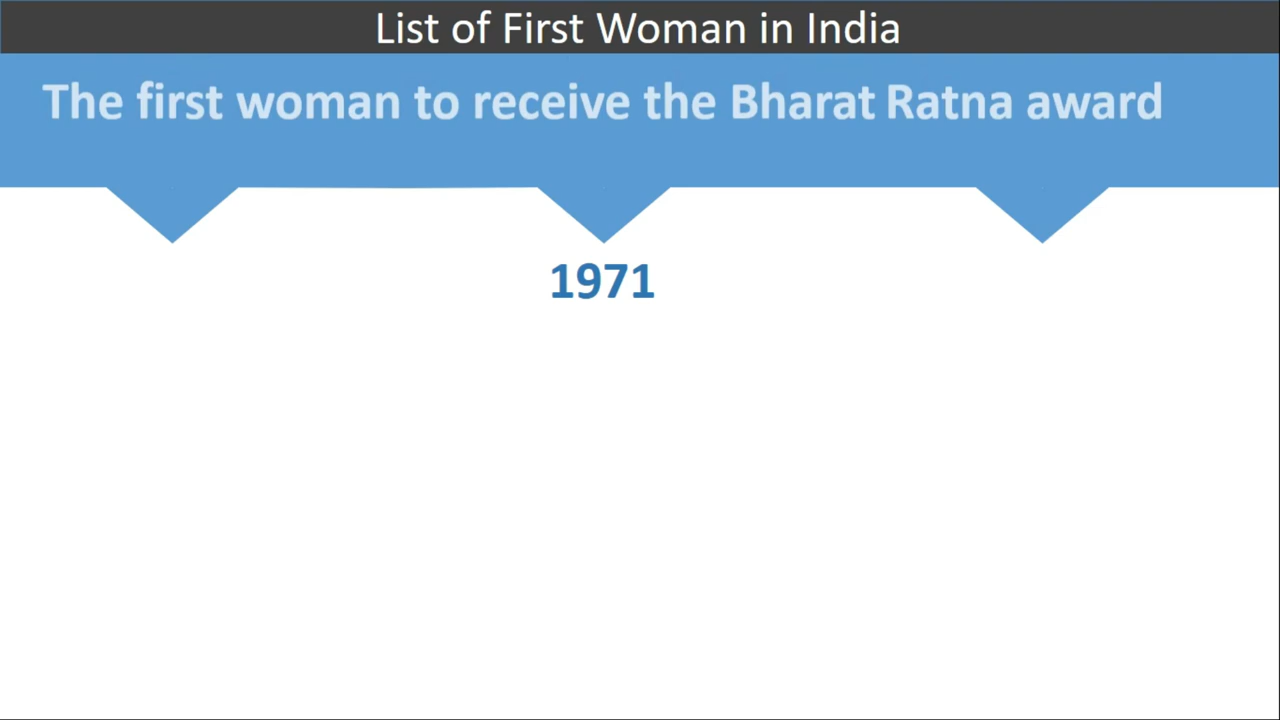 List of First Woman in India
The first woman to receive the Bharat Ratna award
1971